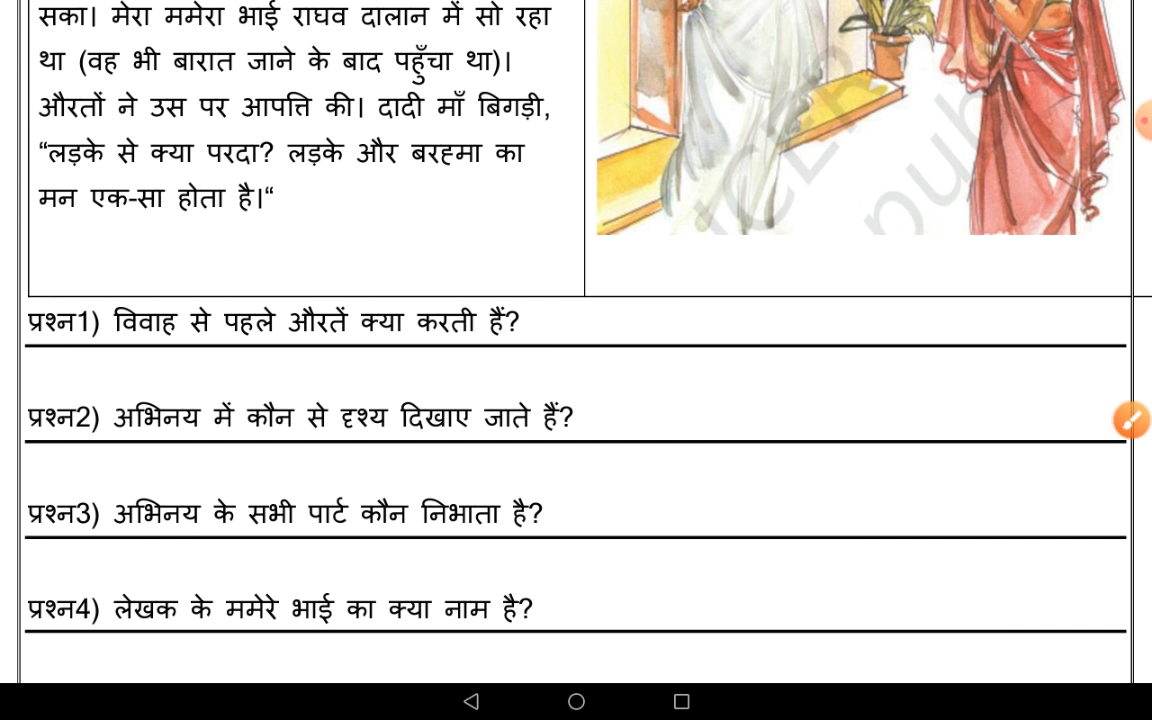 सका। मेरा ममेरा भाई राघव दालान में सो रहा
था (वह भी बारात जाने के बाद पहुँचा था)।
औरतों ने उस पर आपत्ति की। दादी माँ बिगड़ी,
“लड़के से क्या परदा? लड़के और बरह्मा का
मन एक-सा होता है।“
प्रश्न1) विवाह से पहले औरतें क्या करती हैं?
प्रश्न2) अभिनय में कौन से दृश्य दिखाए जाते हैं?
प्रश्न3) अभिनय के सभी पार्ट कौन निभाता है?
प्रश्न4) लेखक के ममेरे भाई का क्या नाम है?